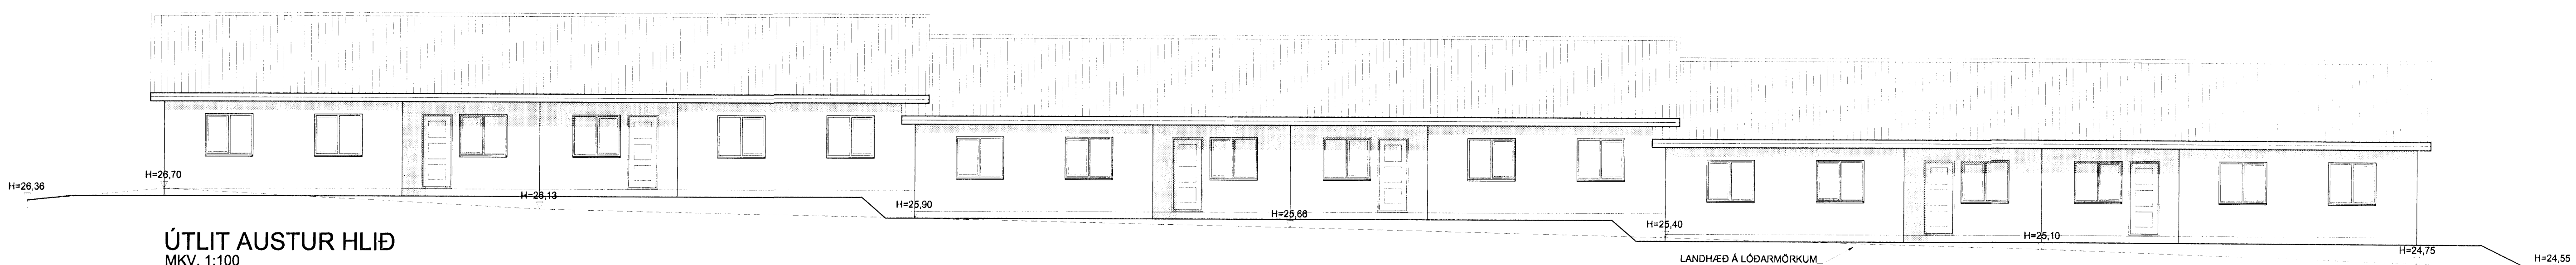 H=26,36
H=26,70
H=26,13
H=25,90
H=25,66
H=25,40
H=25,10
H=24,75
H=24,55
LANDHÆÐ Á LÓÐARMÖRKUM
ÚTLIT AUSTUR HLIÐ
MKV. 1:100